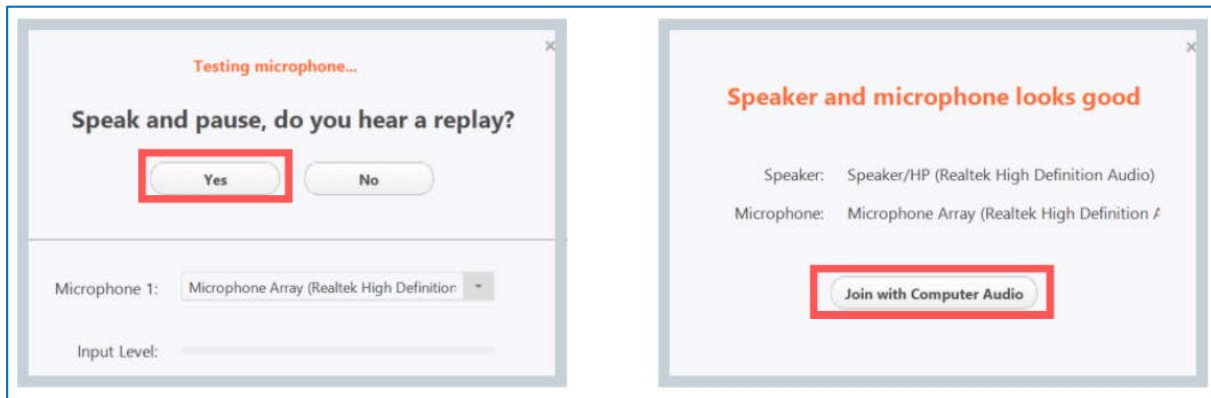 Testing microphone...
Speak and pause, do you hear a replay?
Yes No
Microphone 1: Microphone Array (Realtek High Definition
Input Level:
Speaker and microphone looks good
Speaker: Speaker/HP (Realtek High Definition Audio)
Microphone: Microphone Array (Realtek High Definition A
Join with Computer Audio